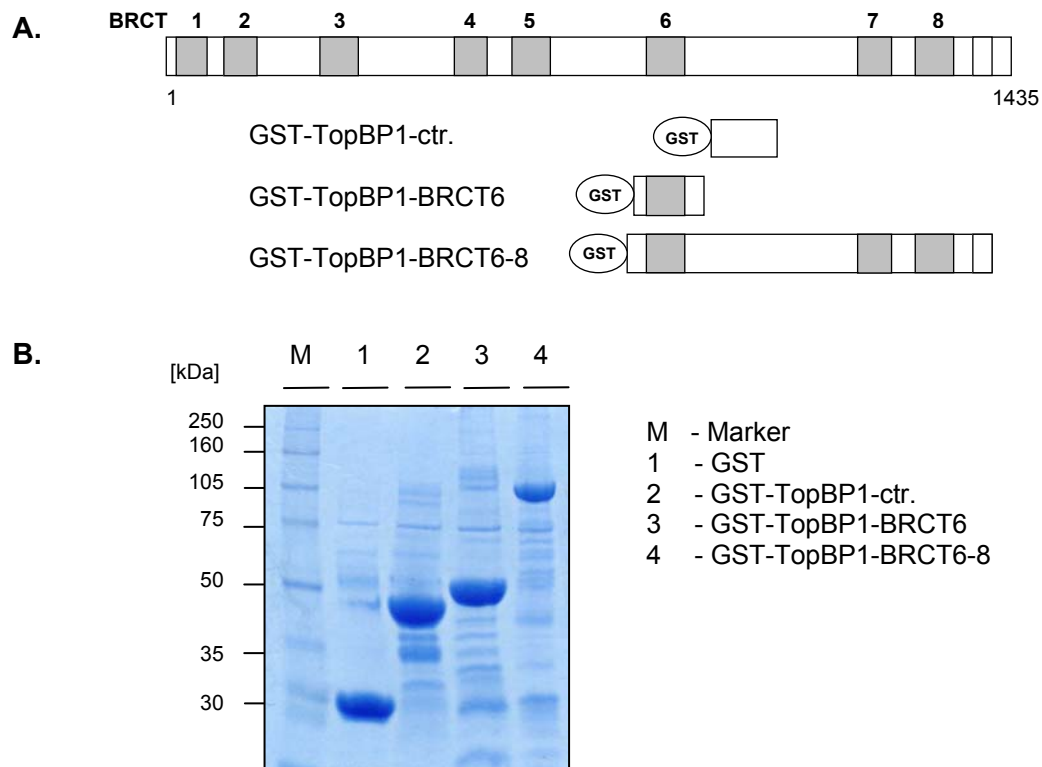 A.
BRCT 1 2 3 4 5 6 7 8
1 1435
GST-TopBP1-ctr. GST
GST-TopBP1-BRCT6 GST
GST-TopBP1-BRCT6-8 GST
B.
[kDa] M 1 2 3 4
250
160
105
75
50
35
30
M - Marker
1 - GST
2 - GST-TopBP1-ctr.
3 - GST-TopBP1-BRCT6
4 - GST-TopBP1-BRCT6-8